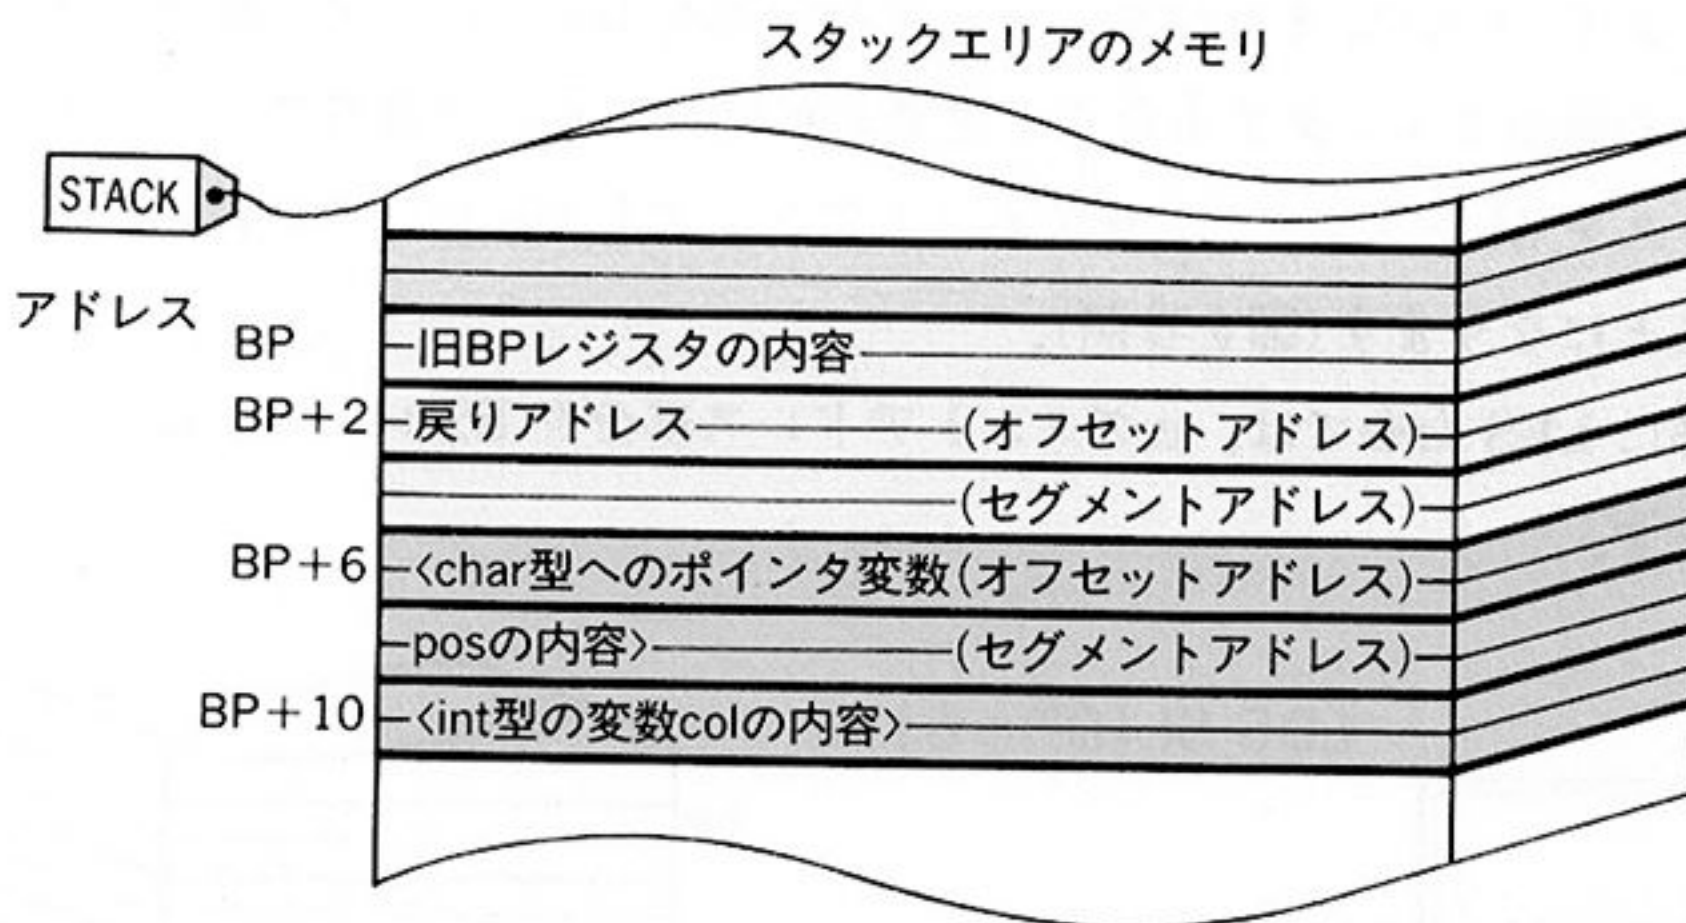 スタックエリアのメモリ
STACK
アドレス
BP 旧BPレジスタの内容
BP+2 戻りアドレス (オフセットアドレス)
(セグメントアドレス)
BP+6 〈char型へのポインタ変数(オフセットアドレス)
posの内容〉 (セグメントアドレス)
BP+10 〈int型の変数colの内容〉